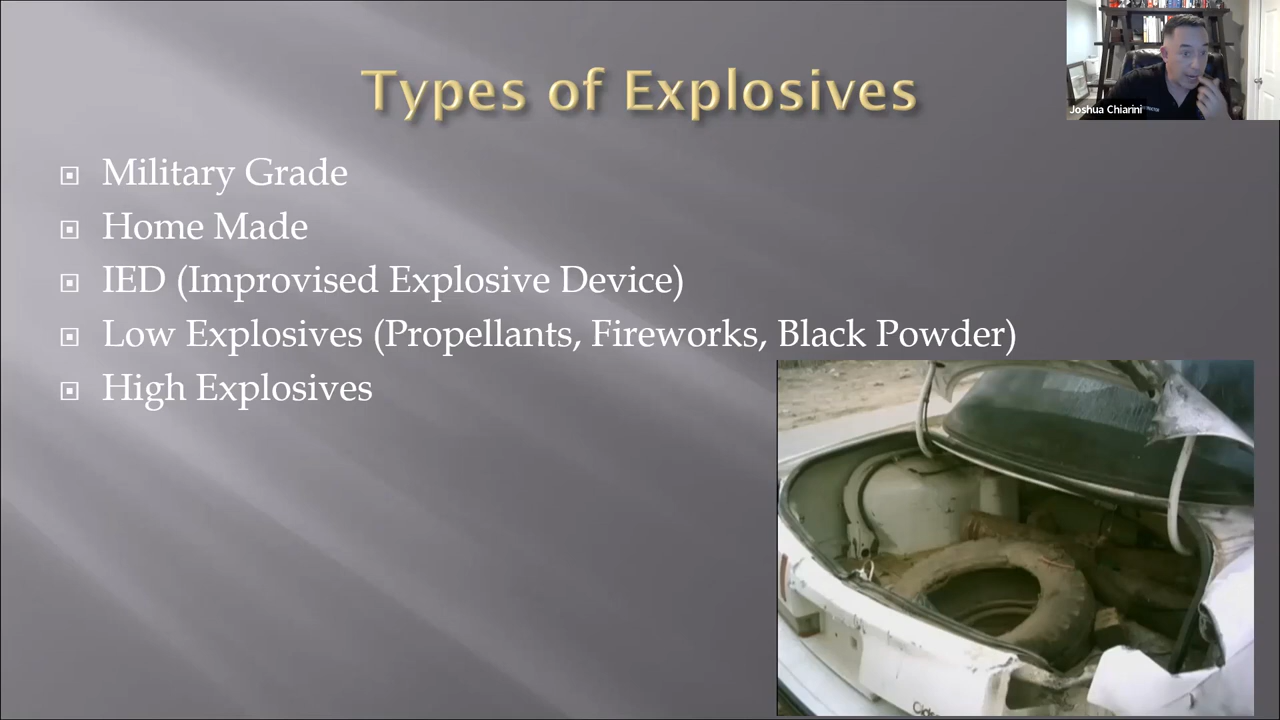 Types of Explosives
Joshua Chiarini
Military Grade
Home Made
IED (Improvised Explosive Device)
Low Explosives (Propellants, Fireworks, Black Powder)
High Explosives